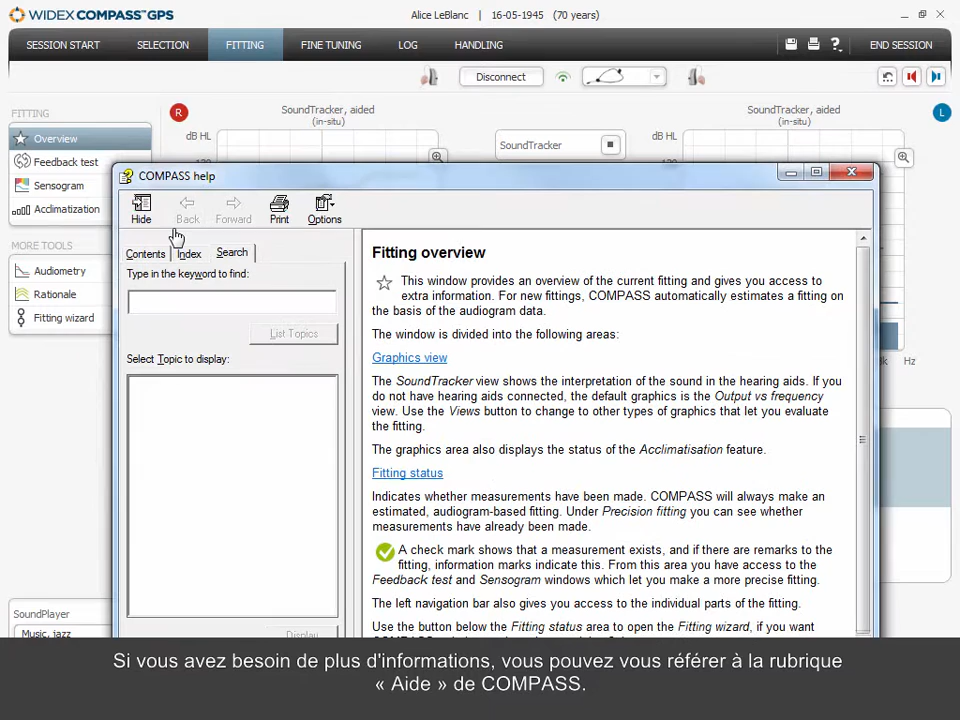 WIDEX COMPASS™GPS
Alice LeBlanc | 16-05-1945 (70 years)
SESSION START
SELECTION
FITTING
FINE TUNING
LOG
HANDLING
END SESSION
Disconnect
FITTING
Overview
Feedback test
Sensogram
Acclimatization
MORE TOOLS
Audiometry
Rationale
Fitting wizard
R
SoundTracker, aided
(in-situ)
dB HL
SoundTracker
SoundTracker, aided
(in-situ)
dB HL
L
Hz
COMPASS help
Hide
Back
Forward
Print
Options
Contents
Index
Search
Type in the keyword to find:
List Topics
Select Topic to display:
Display
Fitting overview
This window provides an overview of the current fitting and gives you access to
extra information. For new fittings, COMPASS automatically estimates a fitting on
the basis of the audiogram data.
The window is divided into the following areas:
Graphics view
The SoundTracker view shows the interpretation of the sound in the hearing aids. If you
do not have hearing aids connected, the default graphics is the Output vs frequency
view. Use the Views button to change to other types of graphics that let you evaluate
the fitting.
The graphics area also displays the status of the Acclimatisation feature.
Fitting status
Indicates whether measurements have been made. COMPASS will always make an
estimated, audiogram-based fitting. Under Precision fitting you can see whether
measurements have already been made.
A check mark shows that a measurement exists, and if there are remarks to the
fitting, information marks indicate this. From this area you have access to the
Feedback test and Sensogram windows which let you make a more precise fitting.
The left navigation bar also gives you access to the individual parts of the fitting.
Use the button below the Fitting status area to open the Fitting wizard, if you want
SoundPlayer
Music, jazz
Si vous avez besoin de plus d'informations, vous pouvez vous référer à la rubrique
« Aide » de COMPASS.